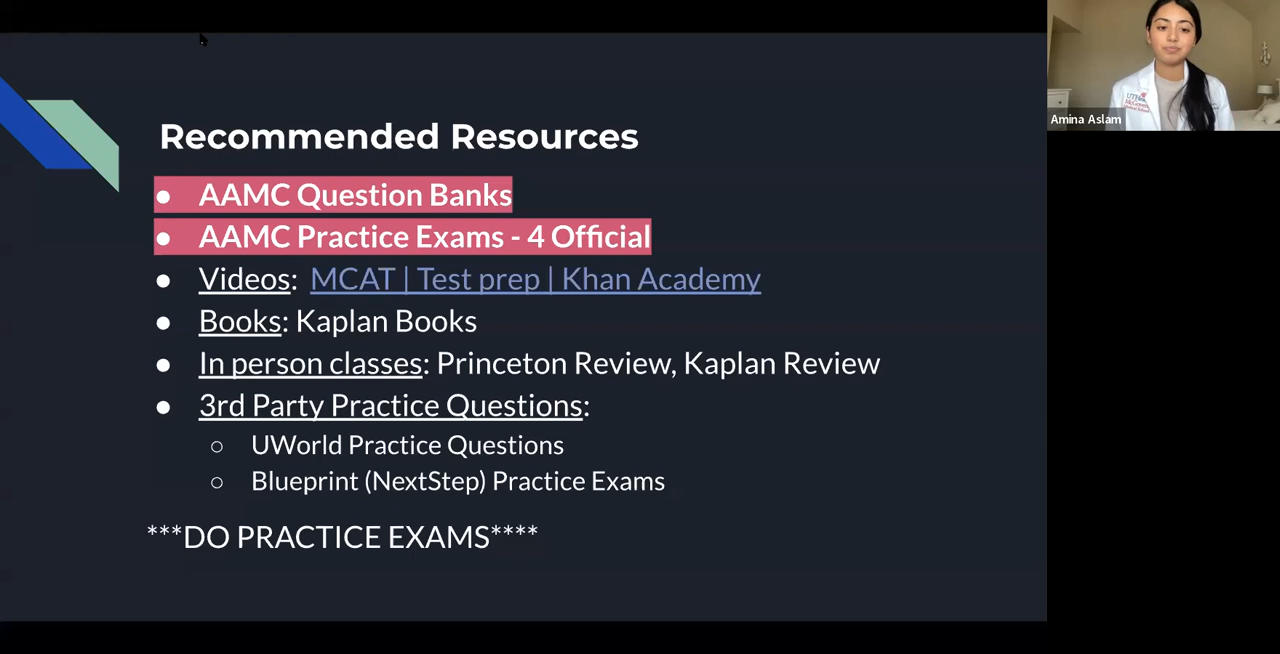 Recommended Resources
● AAMC Question Banks
● AAMC Practice Exams - 4 Official
● Videos: MCAT | Test prep | Khan Academy
● Books: Kaplan Books
● In person classes: Princeton Review, Kaplan Review
● 3rd Party Practice Questions:
○ UWorld Practice Questions
○ Blueprint (NextStep) Practice Exams
***DO PRACTICE EXAMS****
Amina Aslam